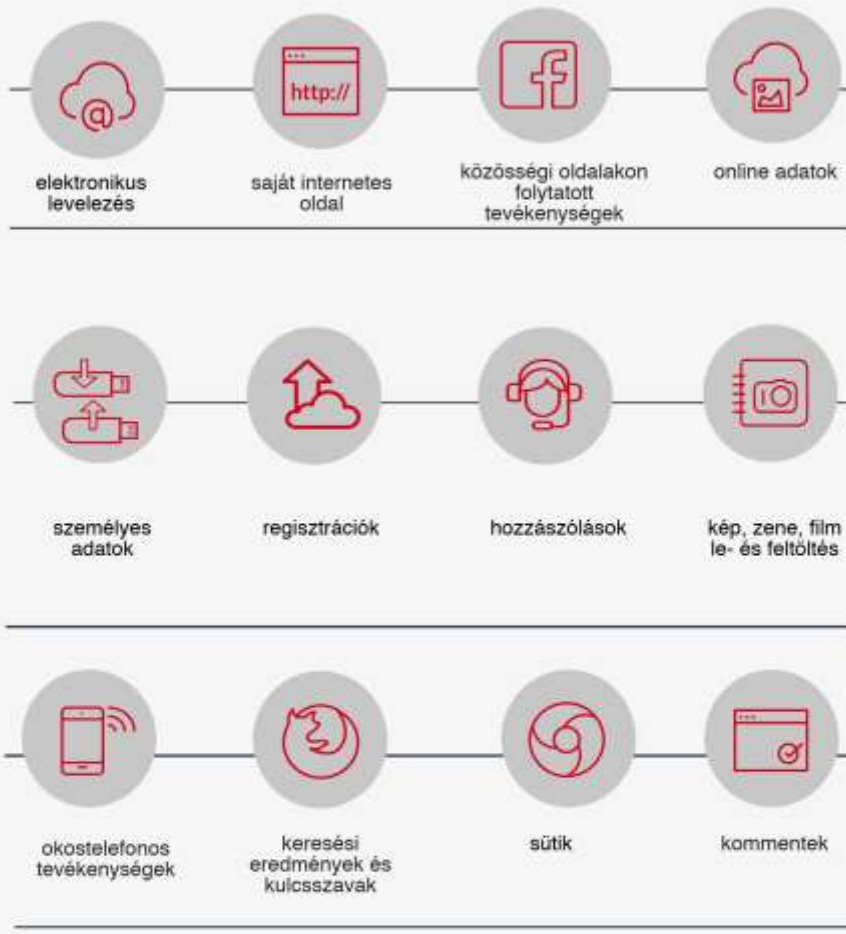 @
http://
f
elektronikus
levelezés
saját internetes
oldal
közösségi oldalakon
folytatott
tevékenységek
online adatok
személyes
adatok
regisztrációk
hozzászólások
kép, zene, film
le- és feltöltés
okostelefonos
tevékenységek
keresési
eredmények és
kulcsszavak
sütik
kommentek